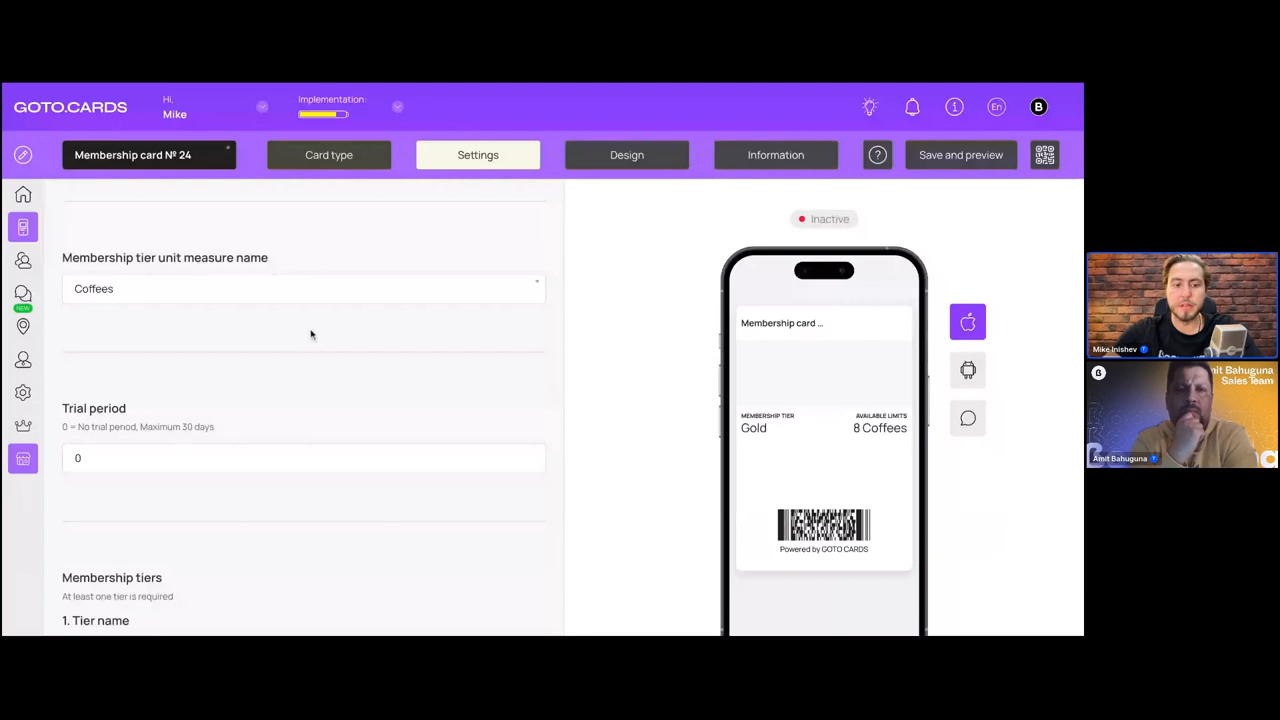 GOTO.CARDS
Hi,
Mike
Implementation:
En
B
Membership card № 24 *
Card type
Settings
Design
Information
?
Save and preview
NEW
Membership tier unit measure name
Coffees *
Trial period
0 = No trial period, Maximum 30 days
0
Membership tiers
At least one tier is required
1. Tier name
Inactive
Membership card ...
MEMBERSHIP TIER
AVAILABLE LIMITS
Gold
8 Coffees
Powered by GOTO CARDS
Mike Inishev
mit Bahuguna
Sales Team
Amit Bahuguna